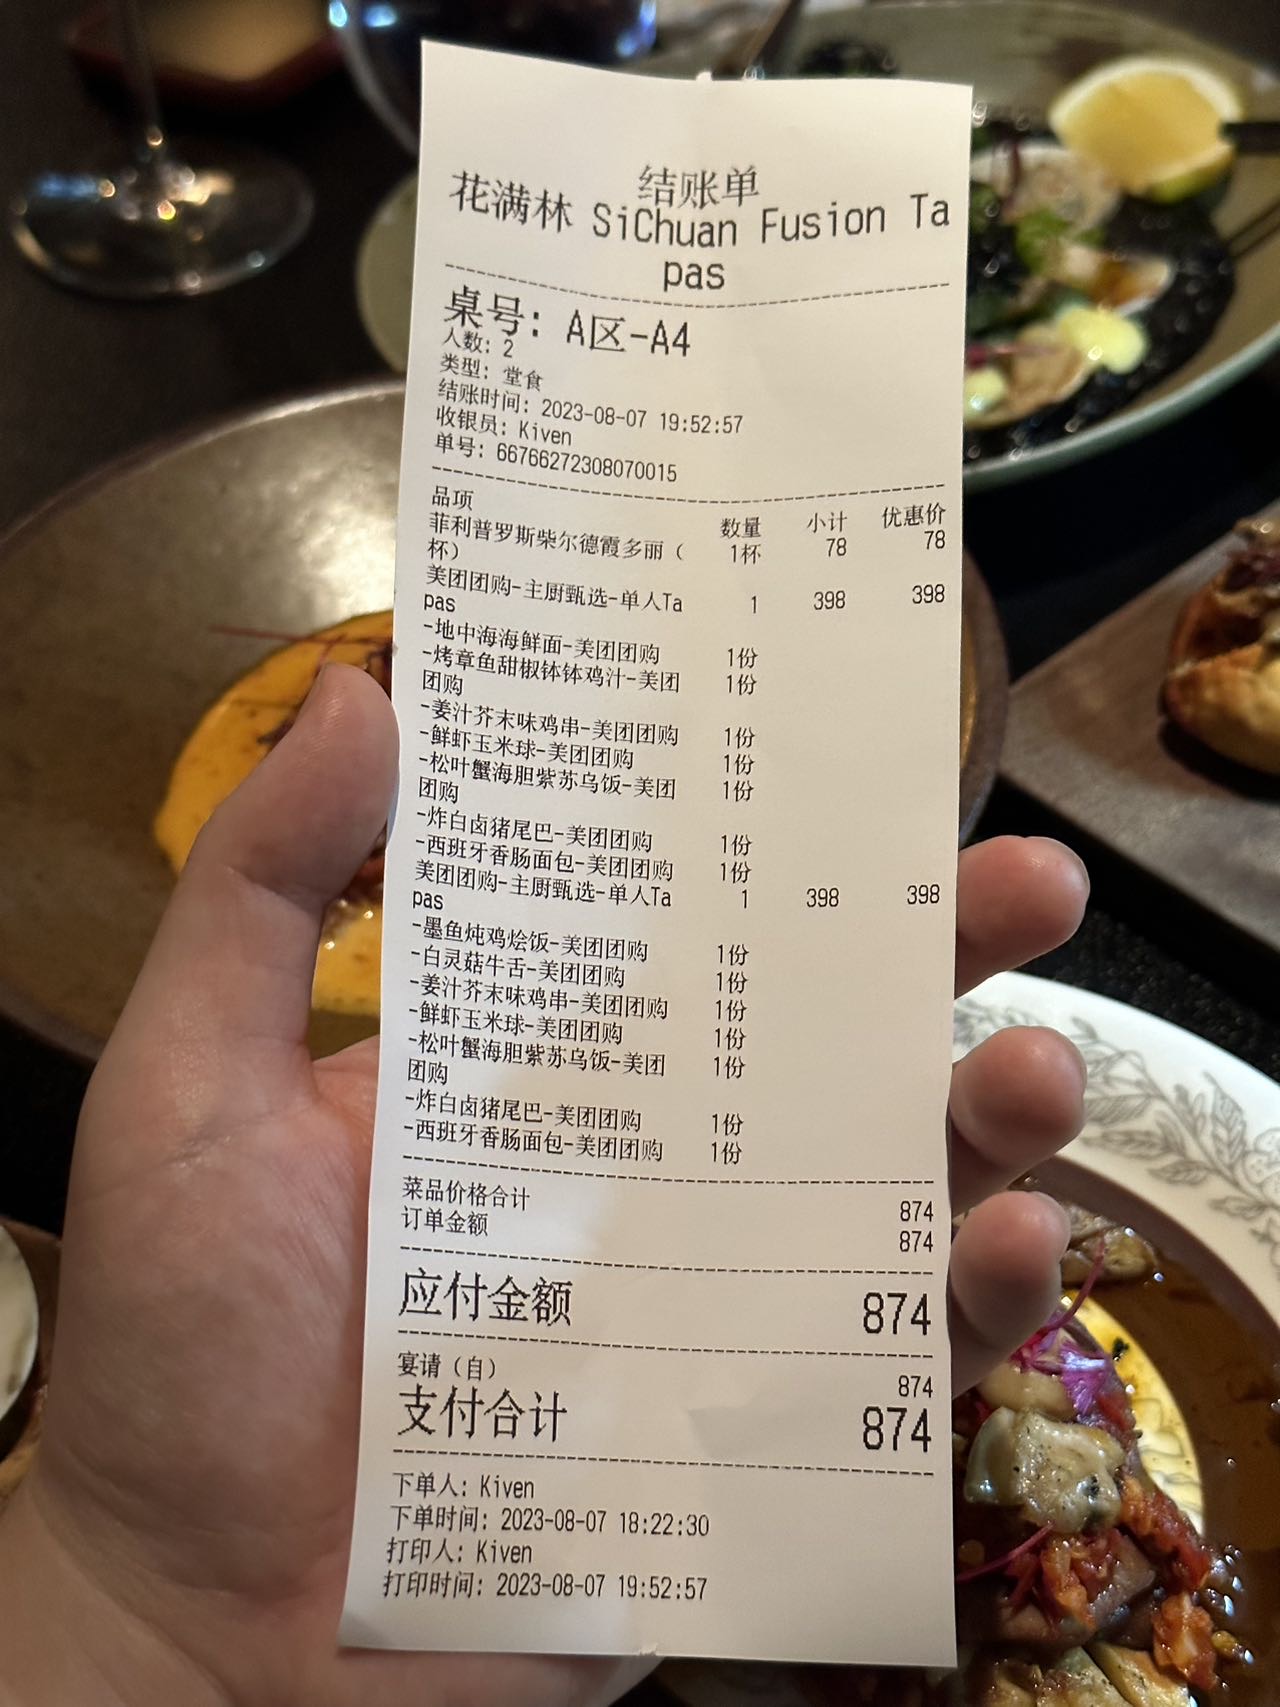 结账单
花满林 SiChuan Fusion Ta
pas
桌号: A区-A4
人数: 2
类型: 堂食
结账时间: 2023-08-07 19:52:57
收银员: Kiven
单号: 66766272308070015
品项 数量 小计 优惠价
菲利普罗斯柴尔德霞多丽（ 1杯 78 78
杯）
美团团购-主厨甄选-单人Ta 1 398 398
pas
-地中海海鲜面-美团团购 1份
-烤章鱼甜椒钵钵鸡汁-美团 1份
团购
-姜汁芥末味鸡串-美团团购 1份
-鲜虾玉米球-美团团购 1份
-松叶蟹海胆紫苏乌饭-美团 1份
团购
-炸白卤猪尾巴-美团团购 1份
-西班牙香肠面包-美团团购 1份
美团团购-主厨甄选-单人Ta 1 398 398
pas
-墨鱼炖鸡烩饭-美团团购 1份
-白灵菇牛舌-美团团购 1份
-姜汁芥末味鸡串-美团团购 1份
-鲜虾玉米球-美团团购 1份
-松叶蟹海胆紫苏乌饭-美团 1份
团购
-炸白卤猪尾巴-美团团购 1份
-西班牙香肠面包-美团团购 1份
菜品价格合计 874
订单金额 874
应付金额 874
宴请（自） 874
支付合计 874
下单人: Kiven
下单时间: 2023-08-07 18:22:30
打印人: Kiven
打印时间: 2023-08-07 19:52:57